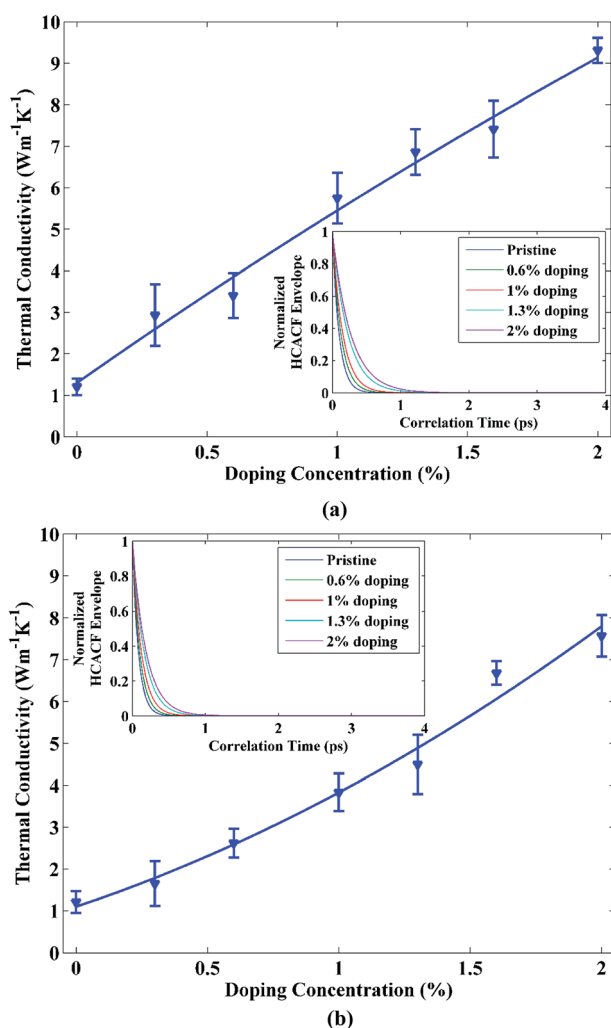 10
9
8
7
6
5
4
3
2
1
0
Thermal Conductivity (Wm⁻¹K⁻¹)
0
0.5
1
1.5
2
Doping Concentration (%)
1
0.8
0.6
0.4
0.2
0
Normalized
HCACF Envelope
Pristine
0.6% doping
1% doping
1.3% doping
2% doping
0
1
2
3
4
Correlation Time (ps)
(a)
10
9
8
7
6
5
4
3
2
1
0
Thermal Conductivity (Wm⁻¹K⁻¹)
1
0.8
0.6
0.4
0.2
0
Normalized
HCACF Envelope
Pristine
0.6% doping
1% doping
1.3% doping
2% doping
0
1
2
3
4
Correlation Time (ps)
0
0.5
1
1.5
2
Doping Concentration (%)
(b)